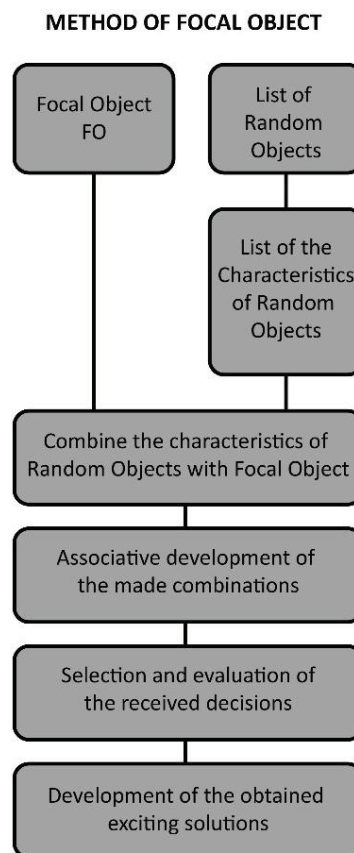 METHOD OF FOCAL OBJECT
Focal Object
FO
List of
Random
Objects
List of the
Characteristics
of Random
Objects
Combine the characteristics of
Random Objects with Focal Object
Associative development of
the made combinations
Selection and evaluation of
the received decisions
Development of the obtained
exciting solutions